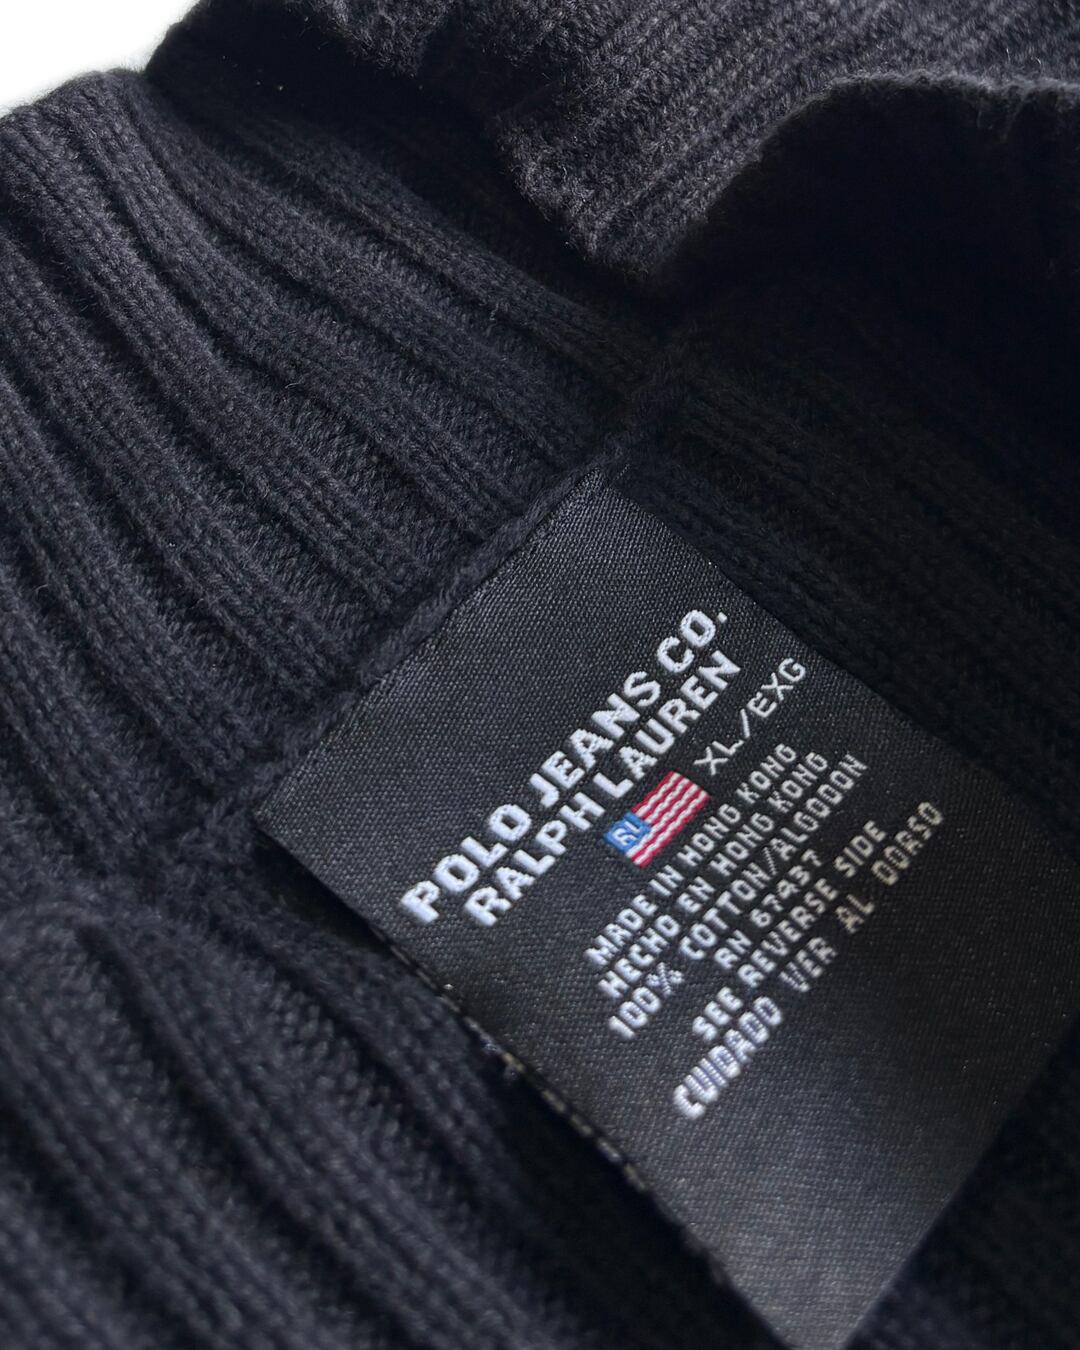 POLO JEANS CO.
RALPH LAUREN
XL/EXG
RL
MADE IN HONG KONG
HECHO EN HONG KONG
100% COTTON/ALGODON
RN 67437
SEE REVERSE SIDE
CUIDADO VER AL DORSO